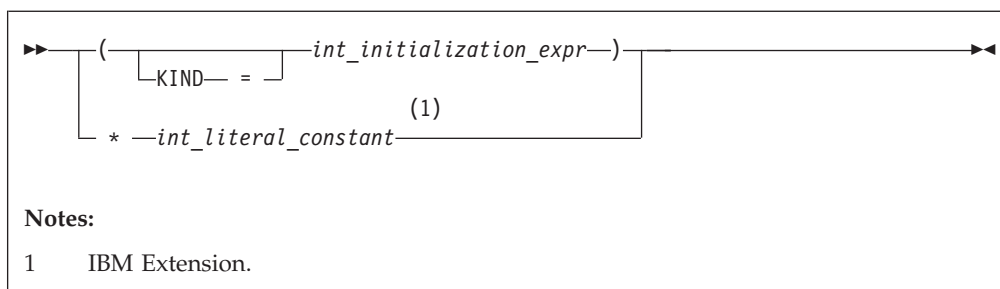 ( int_initialization_expr )
KIND =
(1)
* int_literal_constant
Notes:
1 IBM Extension.